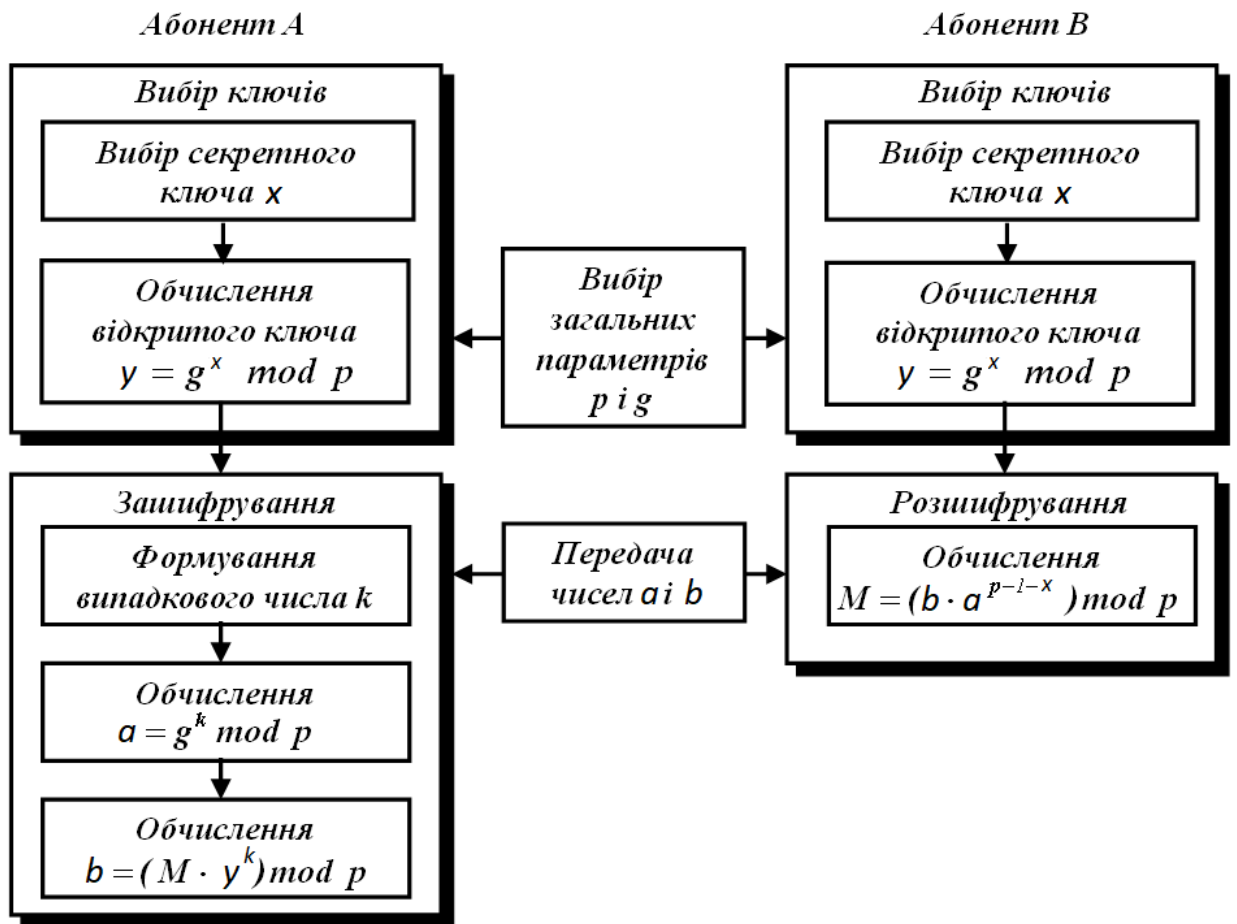 Абонент А
Абонент В
Вибір ключів
Вибір секретного
ключа x
Обчислення
відкритого ключа
y = g^x mod p
Вибір
загальних
параметрів
p і g
Вибір ключів
Вибір секретного
ключа x
Обчислення
відкритого ключа
y = g^x mod p
Зашифрування
Формування
випадкового числа k
Обчислення
a = g^k mod p
Обчислення
b = ( M · y^k) mod p
Передача
чисел a і b
Розшифрування
Обчислення
M = (b · a^{p-1-x} ) mod p